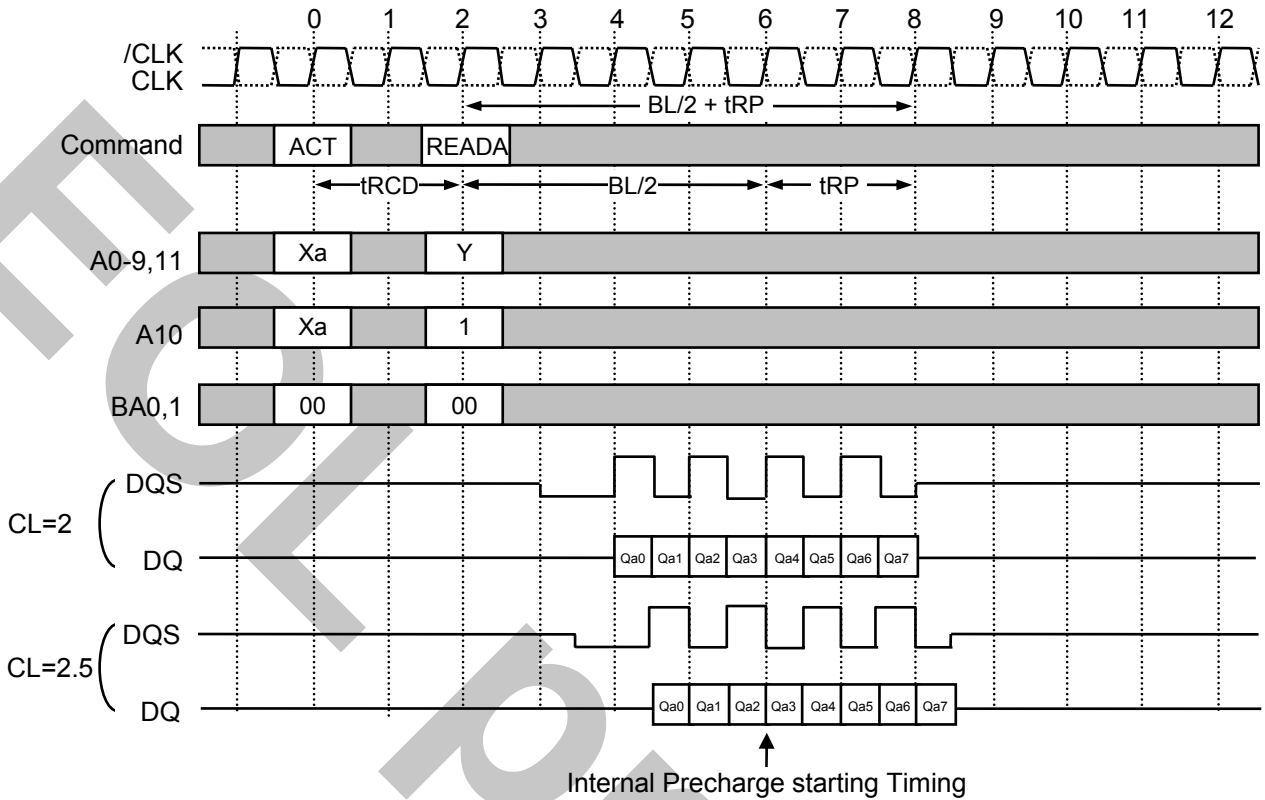 0 1 2 3 4 5 6 7 8 9 10 11 12
/CLK
CLK
BL/2 + tRP
Command ACT READA
tRCD BL/2 tRP
A0-9,11 Xa Y
A10 Xa 1
BA0,1 00 00
DQS
CL=2
DQ Qa0 Qa1 Qa2 Qa3 Qa4 Qa5 Qa6 Qa7
DQS
CL=2.5
DQ Qa0 Qa1 Qa2 Qa3 Qa4 Qa5 Qa6 Qa7
Internal Precharge starting Timing